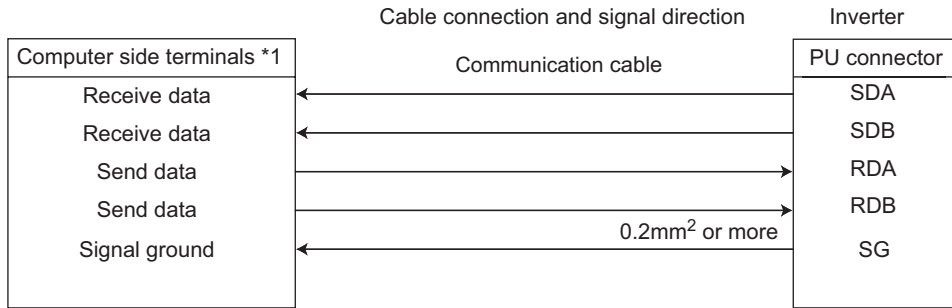 Cable connection and signal direction Inverter
Computer side terminals *1 Communication cable PU connector
Receive data SDA
Receive data SDB
Send data RDA
Send data RDB
0.2mm² or more
Signal ground SG